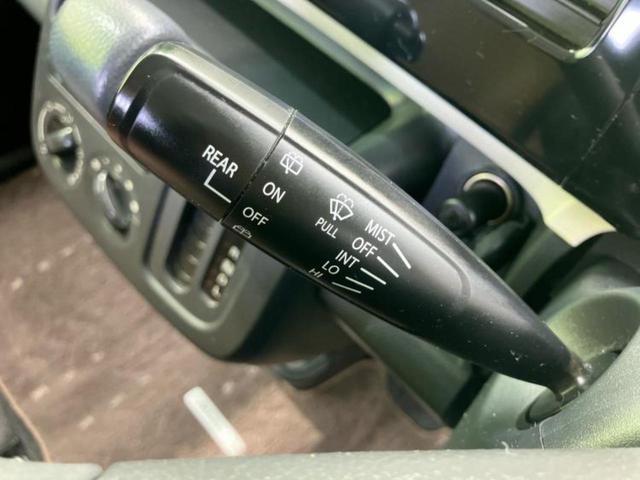 REAR
ON
OFF
PULL
MIST
OFF
INT
LO
HI